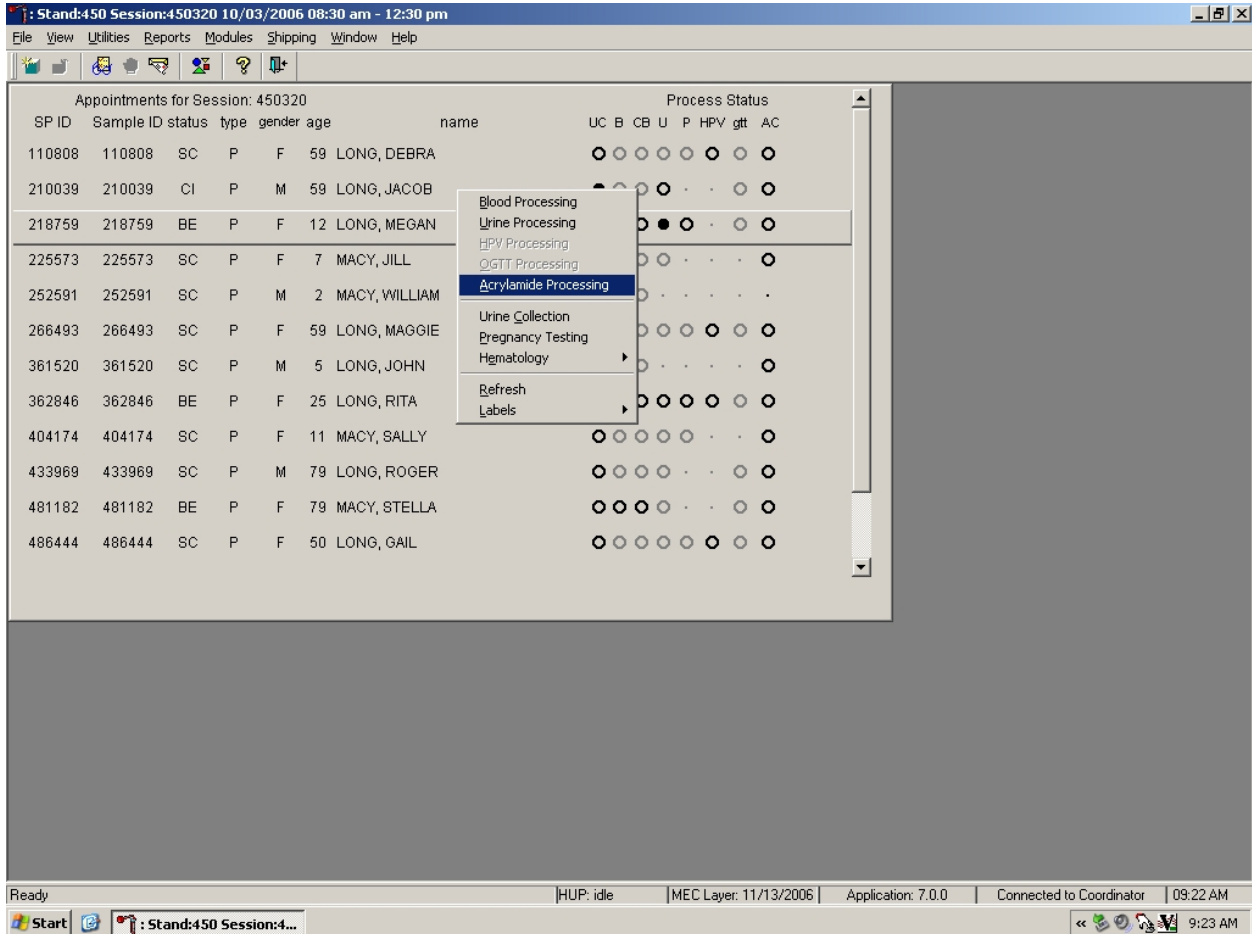 : Stand:450 Session:450320 10/03/2006 08:30 am - 12:30 pm
File View Utilities Reports Modules Shipping Window Help
Appointments for Session: 450320 Process Status
SP ID Sample ID status type gender age name UC B CB U P HPV gtt AC
110808 110808 SC P F 59 LONG, DEBRA
210039 210039 CI P M 59 LONG, JACOB
218759 218759 BE P F 12 LONG, MEGAN
225573 225573 SC P F 7 MACY, JILL
252591 252591 SC P M 2 MACY, WILLIAM
266493 266493 SC P F 59 LONG, MAGGIE
361520 361520 SC P M 5 LONG, JOHN
362846 362846 BE P F 25 LONG, RITA
404174 404174 SC P F 11 MACY, SALLY
433969 433969 SC P M 79 LONG, ROGER
481182 481182 BE P F 79 MACY, STELLA
486444 486444 SC P F 50 LONG, GAIL
Blood Processing
Urine Processing
HPV Processing
OGTT Processing
Acrylamide Processing
Urine Collection
Pregnancy Testing
Hematology
Refresh
Labels
Ready HUP: idle MEC Layer: 11/13/2006 Application: 7.0.0 Connected to Coordinator 09:22 AM
Start : Stand:450 Session:4... « 9:23 AM